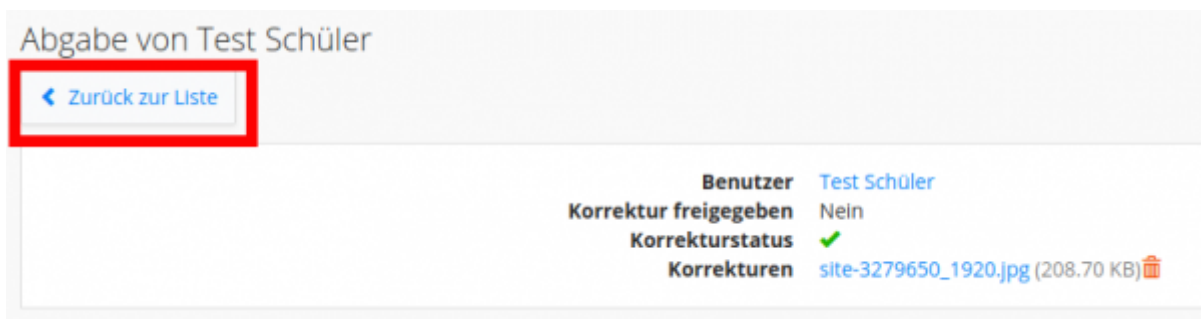 Abgabe von Test Schüler
Zurück zur Liste
Benutzer Test Schüler
Korrektur freigegeben Nein
Korrekturstatus
Korrekturen site-3279650_1920.jpg (208.70 KB)